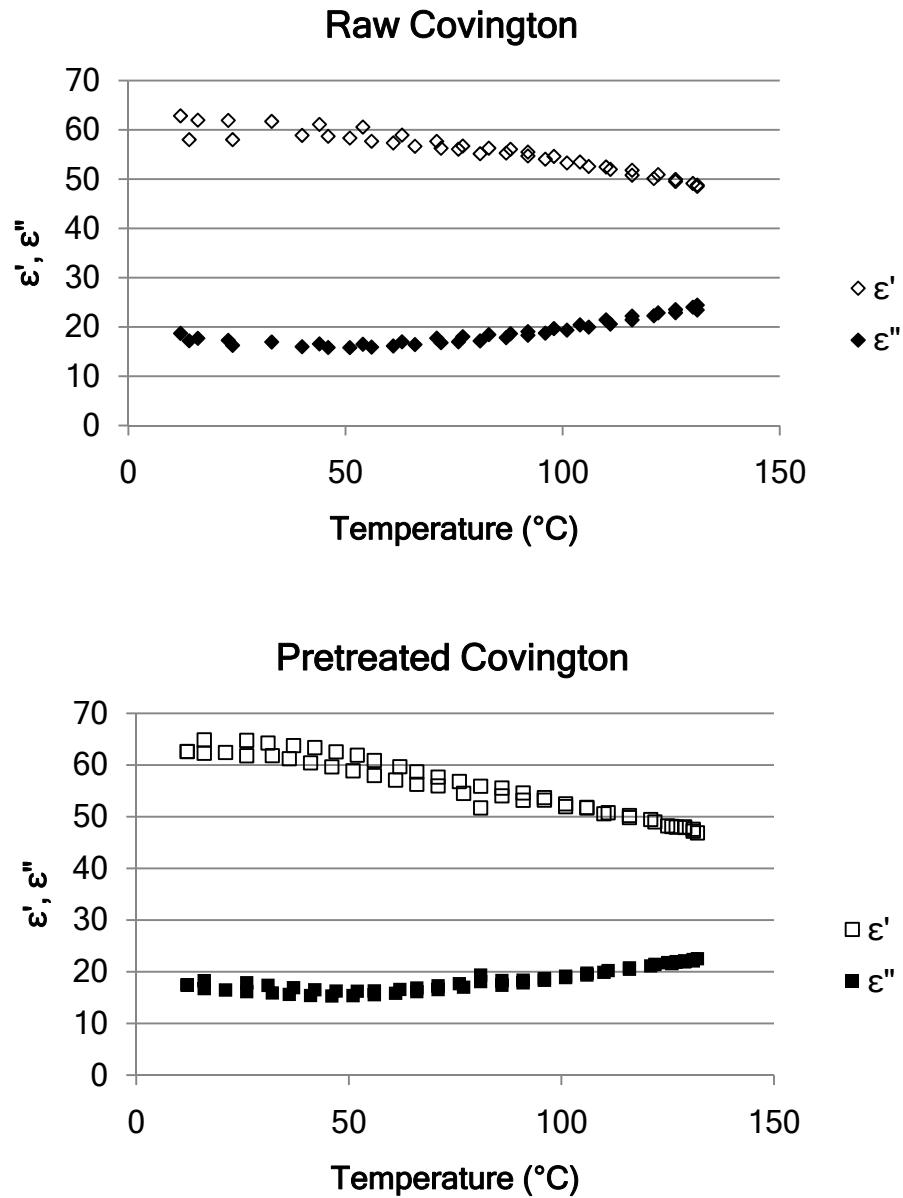 Raw Covington
70
60
50
40
30
20
10
0
ε', ε"
0 50 100 150
Temperature (°C)
ε'
ε"
Pretreated Covington
70
60
50
40
30
20
10
0
ε', ε"
0 50 100 150
Temperature (°C)
ε'
ε"